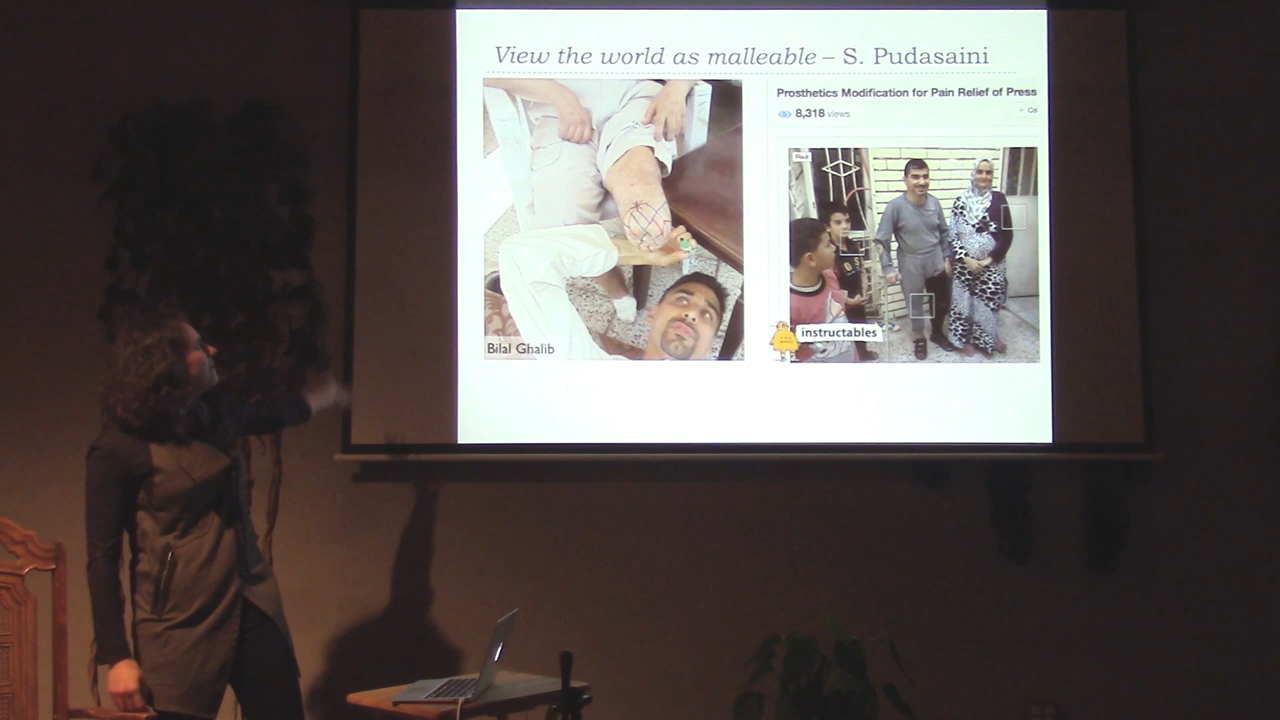 View the world as malleable – S. Pudasaini
Prosthetics Modification for Pain Relief of Press
8,318 views
instructables
Bilal Ghalib